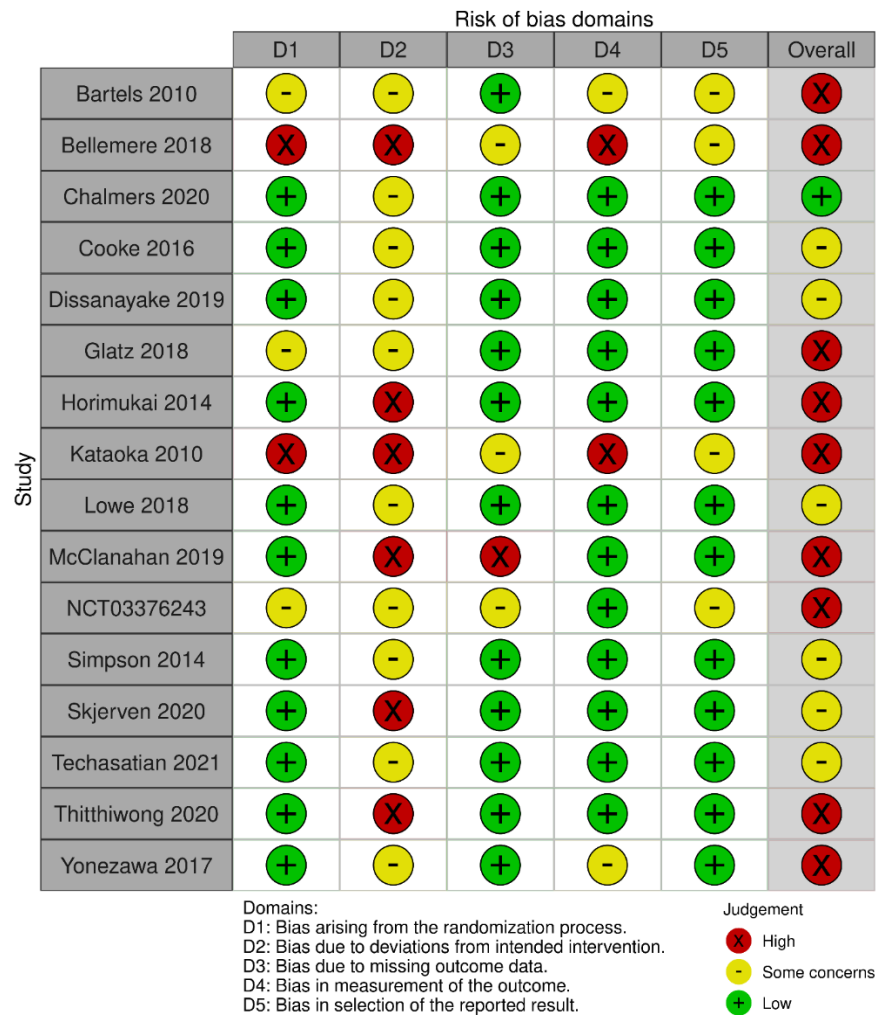 Risk of bias domains
D1 D2 D3 D4 D5 Overall
Study
Bartels 2010 - - + - - X
Bellemere 2018 X X - X - X
Chalmers 2020 + - + + + +
Cooke 2016 + - + + + -
Dissanayake 2019 + - + + + -
Glatz 2018 - - + + + X
Horimukai 2014 + X + + + X
Kataoka 2010 X X - X - X
Lowe 2018 + - + + + -
McClanahan 2019 + X X + + X
NCT03376243 - - - + - X
Simpson 2014 + - + + + -
Skjerven 2020 + X + + + -
Techasatian 2021 + - + + + -
Thitthiwong 2020 + X + + + X
Yonezawa 2017 + - + - + X
Domains:
D1: Bias arising from the randomization process.
D2: Bias due to deviations from intended intervention.
D3: Bias due to missing outcome data.
D4: Bias in measurement of the outcome.
D5: Bias in selection of the reported result.
Judgement
X High
- Some concerns
+ Low